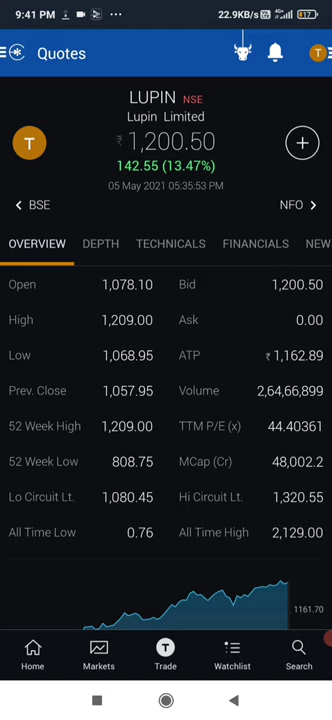 9:41 PM ... 22.9KB/s 4G+ 17
Quotes T
LUPIN NSE
Lupin Limited
T ₹ 1,200.50 +
142.55 (13.47%)
05 May 2021 05:35:53 PM
< BSE NFO >
OVERVIEW DEPTH TECHNICALS FINANCIALS NEW
Open 1,078.10 Bid 1,200.50
High 1,209.00 Ask 0.00
Low 1,068.95 ATP ₹ 1,162.89
Prev. Close 1,057.95 Volume 2,64,66,899
52 Week High 1,209.00 TTM P/E (x) 44.40361
52 Week Low 808.75 MCap (Cr) 48,002.2
Lo Circuit Lt. 1,080.45 Hi Circuit Lt. 1,320.55
All Time Low 0.76 All Time High 2,129.00
1161.70
T
Home Markets Trade Watchlist Search